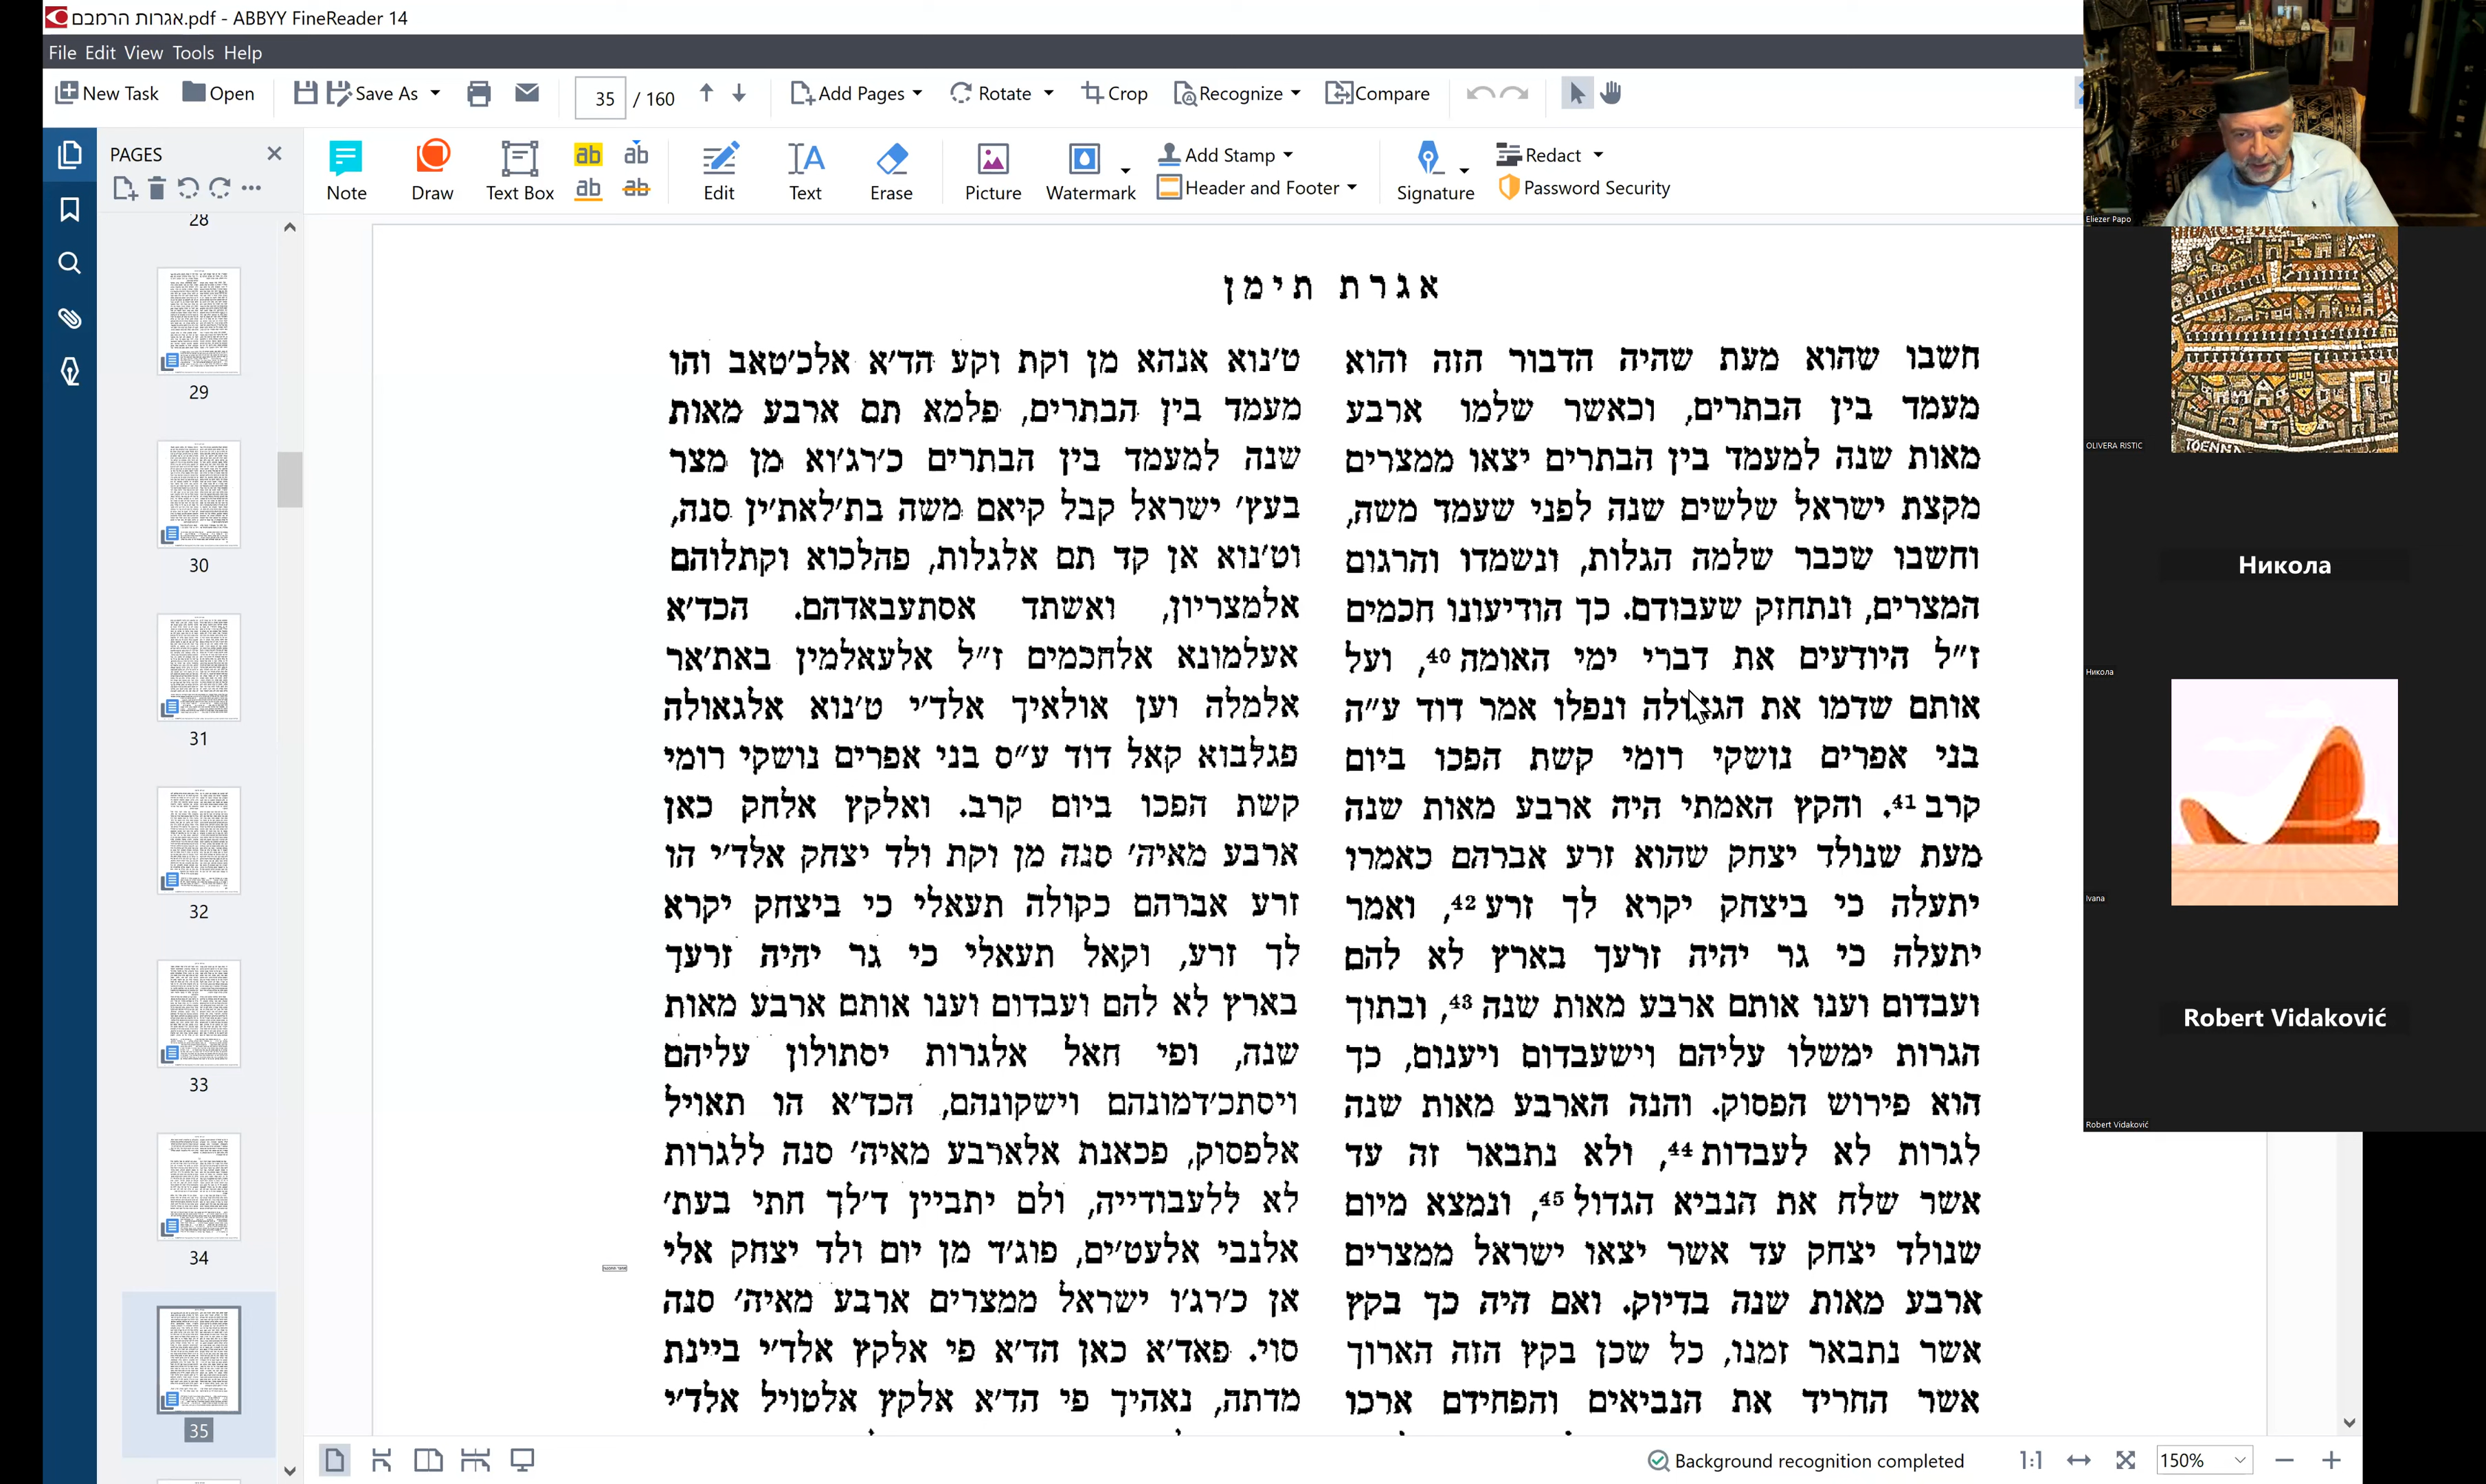 אגרות הרמבם.pdf - ABBYY FineReader 14
File Edit View Tools Help
New Task Open Save As 35 / 160 Add Pages Rotate Crop Recognize Compare
PAGES
Note Draw Text Box Edit Text Erase Picture Watermark Add Stamp Header and Footer Signature Redact Password Security
28
29
30
31
32
33
34
35
אגרת תימן
חשבו שהוא מעת שהיה הדבור הזה והוא
מעמד בין הבתרים, וכאשר שלמו ארבע
מאות שנה למעמד בין הבתרים יצאו ממצרים
מקצת ישראל שלשים שנה לפני שעמד משה,
וחשבו שכבר שלמה הגלות, ונשמדו והרגום
המצרים, ונתחזק שעבודם. כך הודיעונו חכמים
ז״ל היודעים את דברי ימי האומה 40, ועל
אותם שדמו את הגאולה ונפלו אמר דוד ע״ה
בני אפרים נושקי רומי קשת הפכו ביום
קרב 41. והקץ האמתי היה ארבע מאות שנה
מעת שנולד יצחק שהוא זרע אברהם כאמרו
יתעלה כי ביצחק יקרא לך זרע 42, ואמר
יתעלה כי גר יהיה זרעך בארץ לא להם
ועבדום וענו אותם ארבע מאות שנה 43, ובתוך
הגרות ימשלו עליהם וישעבדום ויענום, כך
הוא פירוש הפסוק. והנה הארבע מאות שנה
לגרות לא לעבדות 44, ולא נתבאר זה עד
אשר שלח את הנביא הגדול 45, ונמצא מיום
שנולד יצחק עד אשר יצאו ישראל ממצרים
ארבע מאות שנה בדיוק. ואם היה כך בקץ
אשר נתבאר זמנו, כל שכן בקץ הזה הארוך
אשר החריד את הנביאים והפחידם ארכו
ט׳נוא אנהא מן וקת וקע הד׳א אלכ׳טאב והו
מעמד בין הבתרים, פלמא תם ארבע מאות
שנה למעמד בין הבתרים כ׳רג׳וא מן מצר
בעץ׳ ישראל קבל קיאם משה בת׳לאת׳ין סנה,
וט׳נוא אן קד תם אלגלות, פהלכוא וקתלוהם
אלמצריון, ואשתד אסתעבאדהם. הכד׳א
אעלמונא אלחכמים ז״ל אלעאלמין באת׳אר
אלמלה וען אולאיך אלד׳י ט׳נוא אלגאולה
פגלבוא קאל דוד ע״ס בני אפרים נושקי רומי
קשת הפכו ביום קרב. ואלקץ אלחק כאן
ארבע מאיה׳ סנה מן וקת ולד יצחק אלד׳י הו
זרע אברהם כקולה תעאלי כי ביצחק יקרא
לך זרע, וקאל תעאלי כי גר יהיה זרעך
בארץ לא להם ועבדום וענו אותם ארבע מאות
שנה, ופי חאל אלגרות יסתולון עליהם
ויסתכ׳דמונהם וישקונהם, הכד׳א הו תאויל
אלפסוק, פכאנת אלארבע מאיה׳ סנה ללגרות
לא ללעבודייה, ולם יתביין ד׳לך חתי בעת׳
אלנבי אלעט׳ים, פוג׳ד מן יום ולד יצחק אלי
אן כ׳רג׳ו ישראל ממצרים ארבע מאיה׳ סנה
סוי. פאד׳א כאן הד׳א פי אלקץ אלד׳י ביינת
מדתה, נאהיך פי הד׳א אלקץ אלטויל אלד׳י
Eliezer Papo
OLIVERA RISTIC
Никола
Никола
Ivana
Robert Vidaković
Robert Vidaković
Background recognition completed 1:1 150%